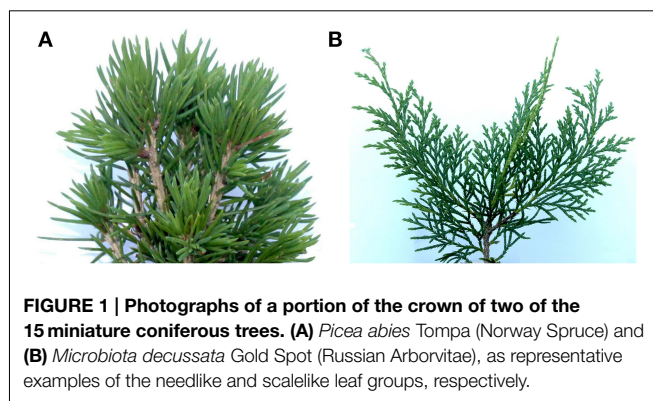 A
B
FIGURE 1 | Photographs of a portion of the crown of two of the
15 miniature coniferous trees. (A) Picea abies Tompa (Norway Spruce) and
(B) Microbiota decussata Gold Spot (Russian Arborvitae), as representative
examples of the needlelike and scalelike leaf groups, respectively.